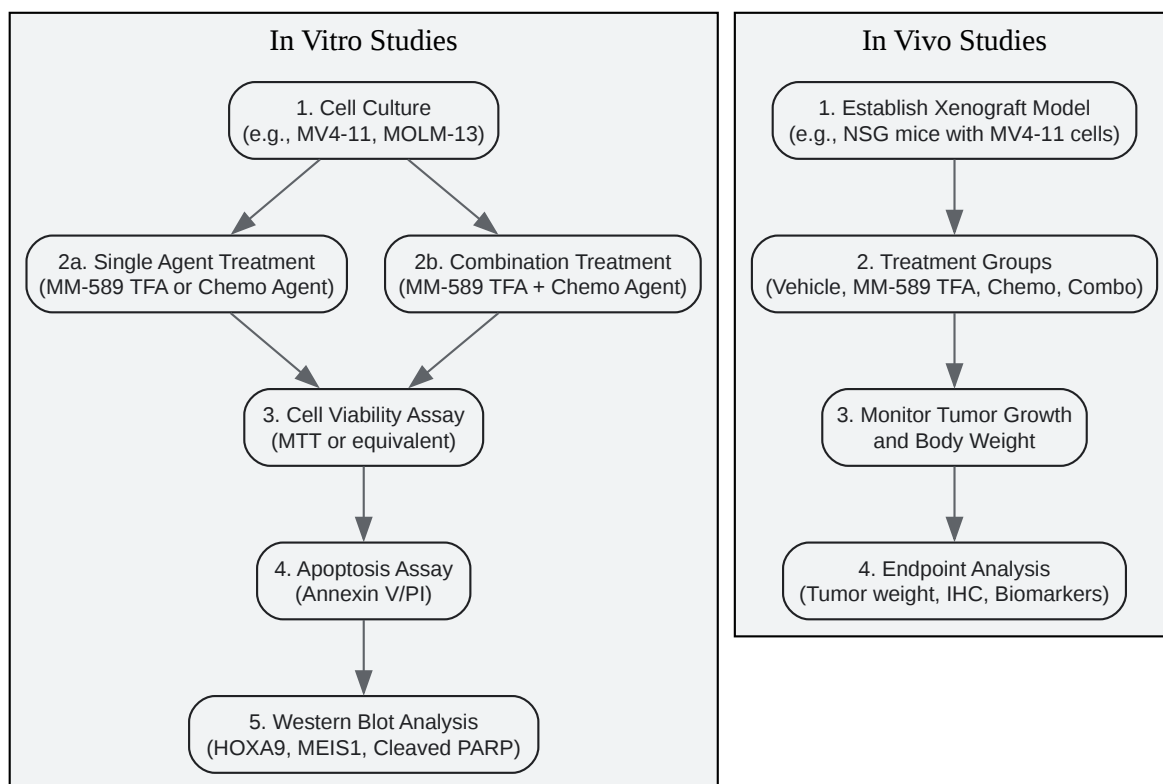 In Vitro Studies
1. Cell Culture
(e.g., MV4-11, MOLM-13)
2a. Single Agent Treatment
(MM-589 TFA or Chemo Agent)
2b. Combination Treatment
(MM-589 TFA + Chemo Agent)
3. Cell Viability Assay
(MTT or equivalent)
4. Apoptosis Assay
(Annexin V/PI)
5. Western Blot Analysis
(HOXA9, MEIS1, Cleaved PARP)
In Vivo Studies
1. Establish Xenograft Model
(e.g., NSG mice with MV4-11 cells)
2. Treatment Groups
(Vehicle, MM-589 TFA, Chemo, Combo)
3. Monitor Tumor Growth
and Body Weight
4. Endpoint Analysis
(Tumor weight, IHC, Biomarkers)